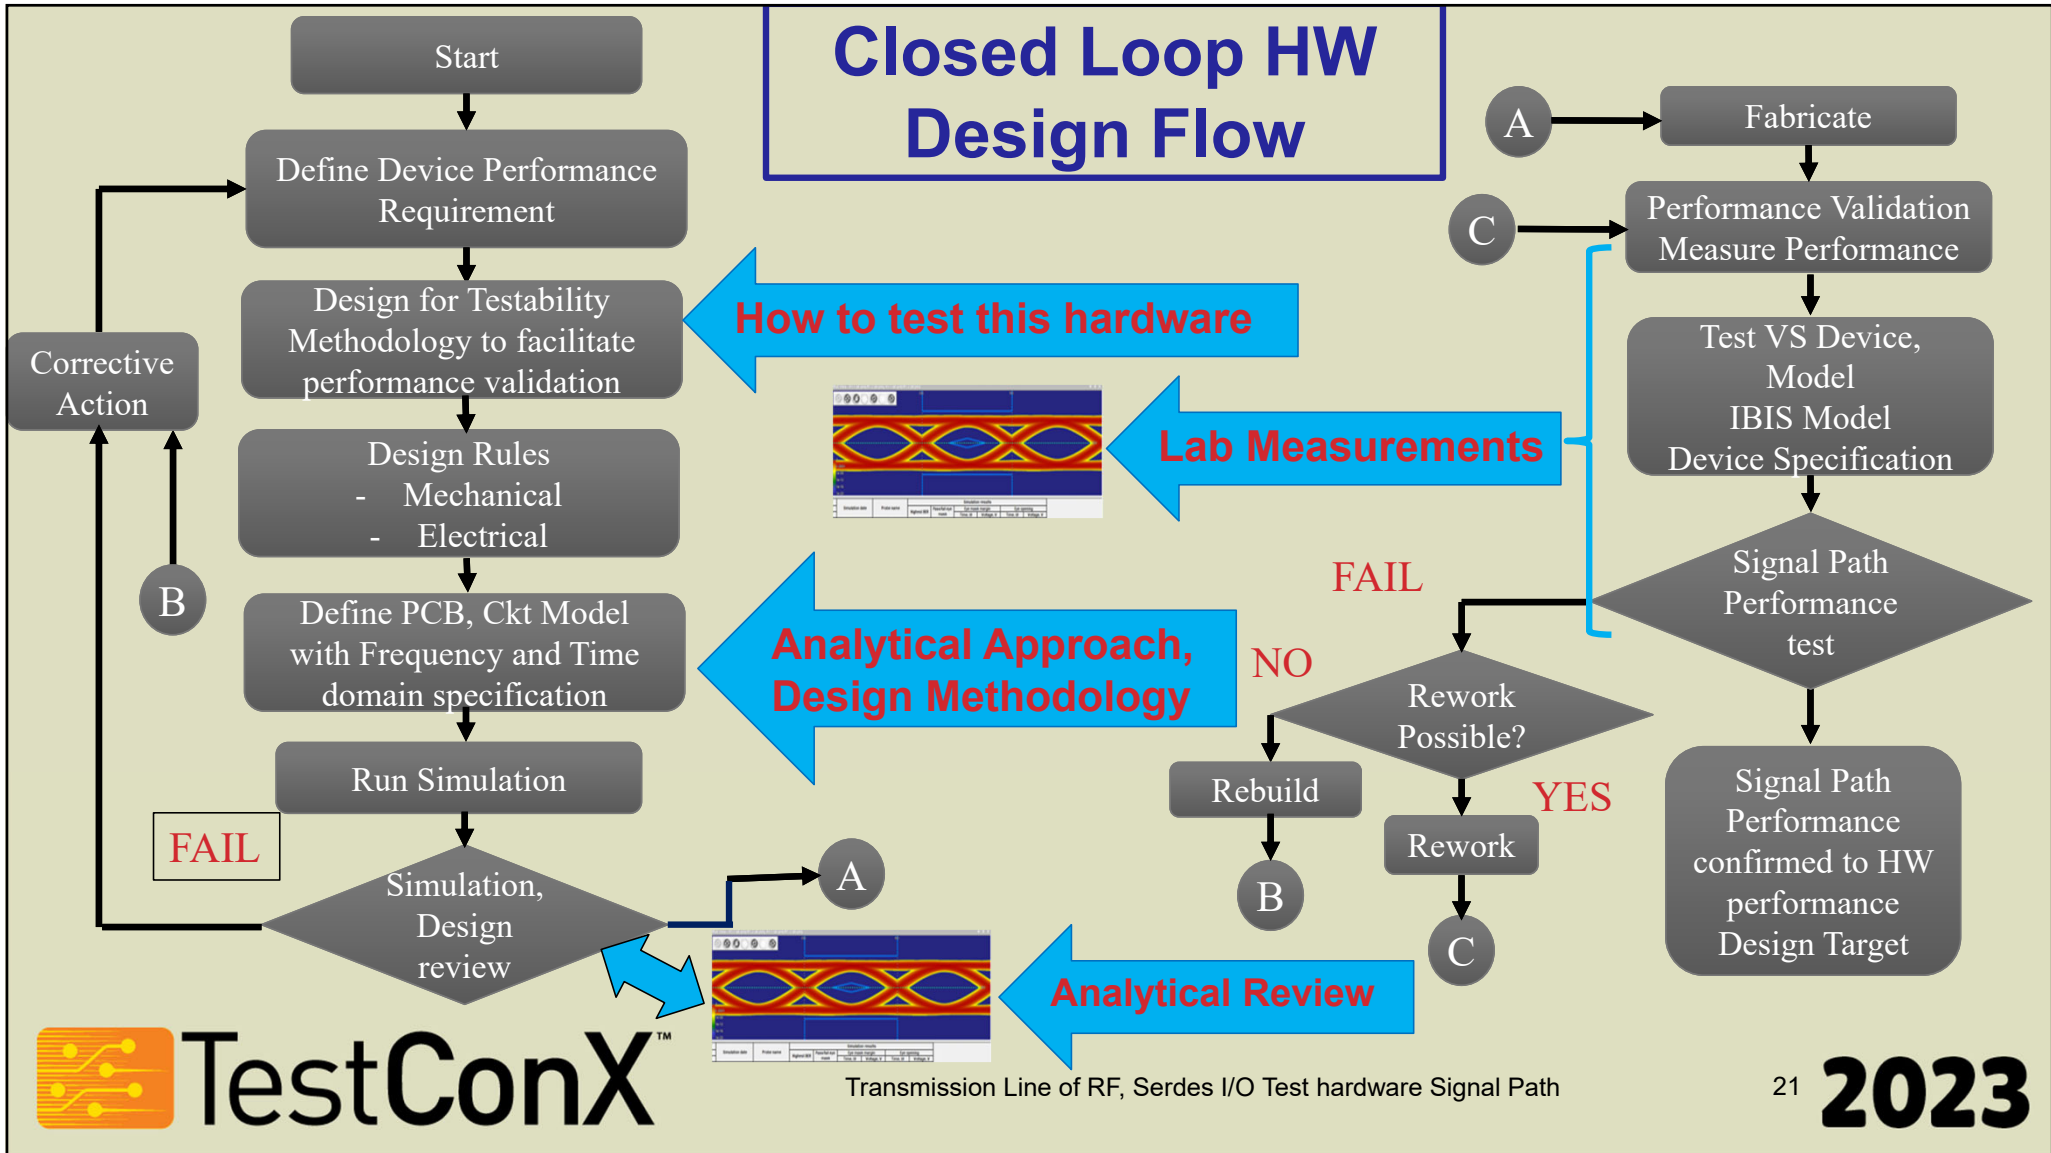 Closed Loop HW
Design Flow
Start
Define Device Performance
Requirement
Design for Testability
Methodology to facilitate
performance validation
Design Rules
- Mechanical
- Electrical
Define PCB, Ckt Model
with Frequency and Time
domain specification
Run Simulation
FAIL
Simulation,
Design
review
A
Corrective
Action
B
How to test this hardware
Lab Measurements
Analytical Approach,
Design Methodology
Analytical Review
A
Fabricate
C
Performance Validation
Measure Performance
Test VS Device,
Model
IBIS Model
Device Specification
Signal Path
Performance
test
FAIL
NO
Rework
Possible?
YES
Rebuild
Rework
B
C
Signal Path
Performance
confirmed to HW
performance
Design Target
TestConX™
Transmission Line of RF, Serdes I/O Test hardware Signal Path
21
2023